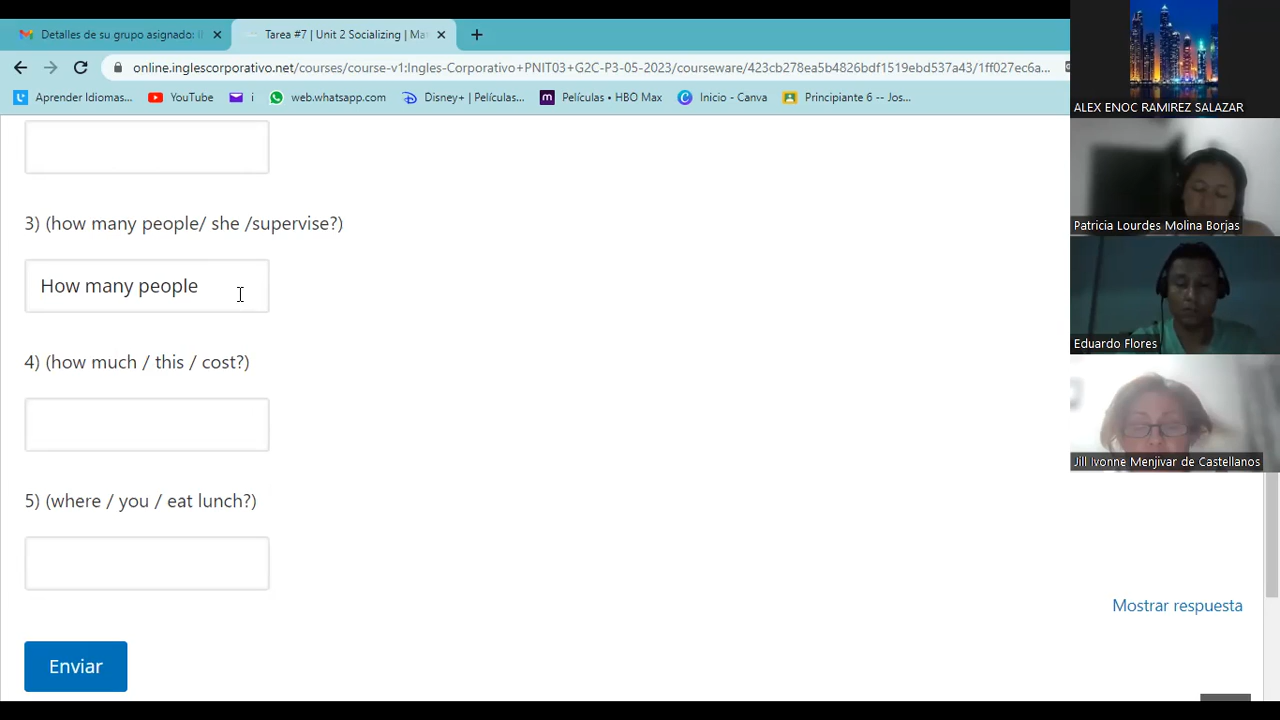 Detalles de su grupo asignado: I
Tarea #7 | Unit 2 Socializing | Ma
online.inglescorporativo.net/courses/course-v1:Ingles-Corporativo+PNIT03+G2C-P3-05-2023/courseware/423cb278ea5b4826bdf1519ebd537a43/1ff027ec6a...
Aprender Idiomas...
YouTube
i
web.whatsapp.com
Disney+ | Películas...
Películas • HBO Max
Inicio - Canva
Principiante 6 -- Jos...
3) (how many people/ she /supervise?)
How many people
4) (how much / this / cost?)
5) (where / you / eat lunch?)
Mostrar respuesta
Enviar
ALEX ENOC RAMIREZ SALAZAR
Patricia Lourdes Molina Borjas
Eduardo Flores
Jill Ivonne Menjivar de Castellanos